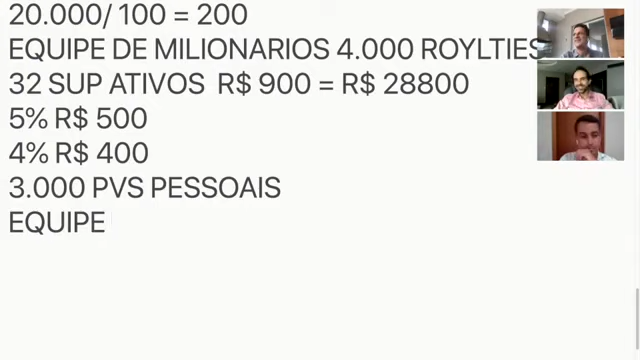 20.000/ 100 = 200
EQUIPE DE MILIONARIOS 4.000 ROYLTIES
32 SUP ATIVOS  R$ 900 = R$ 28800
5% R$ 500
4% R$ 400
3.000 PVS PESSOAIS
EQUIPE